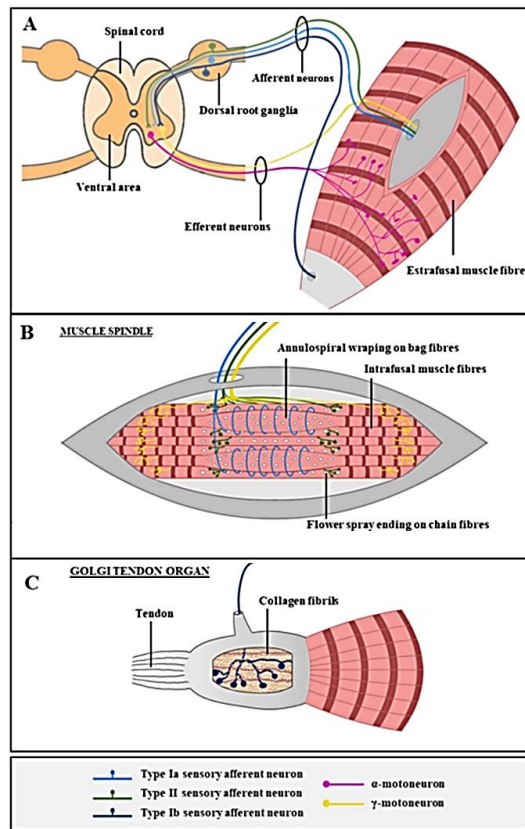 A
Spinal cord
Afferent neurons
Dorsal root ganglia
Ventral area
Efferent neurons
Estrafusal muscle fibre
B
MUSCLE SPINDLE
Annulospiral wraping on bag fibres
Intrafusal muscle fibres
Flower spray ending on chain fibres
C
GOLGI TENDON ORGAN
Collagen fibrils
Tendon
Type Ia sensory afferent neuron
Type II sensory afferent neuron
Type Ib sensory afferent neuron
α-motoneuron
γ-motoneuron